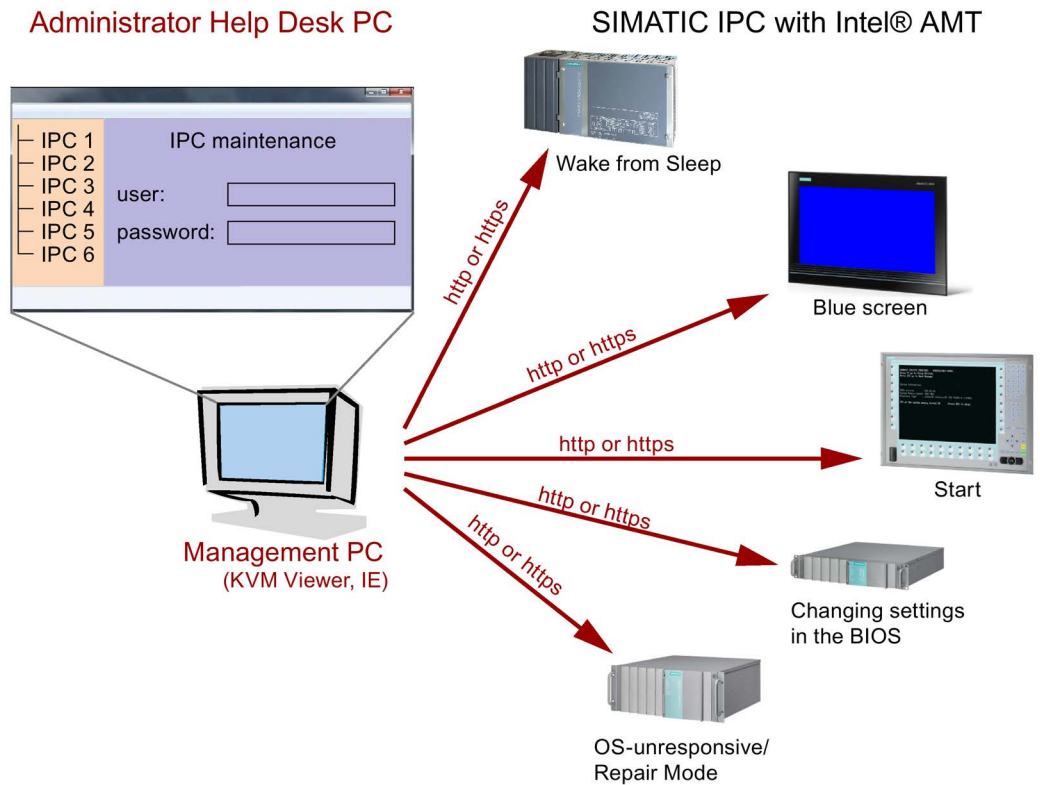 Administrator Help Desk PC
SIMATIC IPC with Intel® AMT
IPC 1
IPC 2
IPC 3
IPC 4
IPC 5
IPC 6
IPC maintenance
user:
password:
Management PC
(KVM Viewer, IE)
http or https
Wake from Sleep
http or https
Blue screen
http or https
Start
http or https
Changing settings
in the BIOS
http or https
OS-unresponsive/
Repair Mode